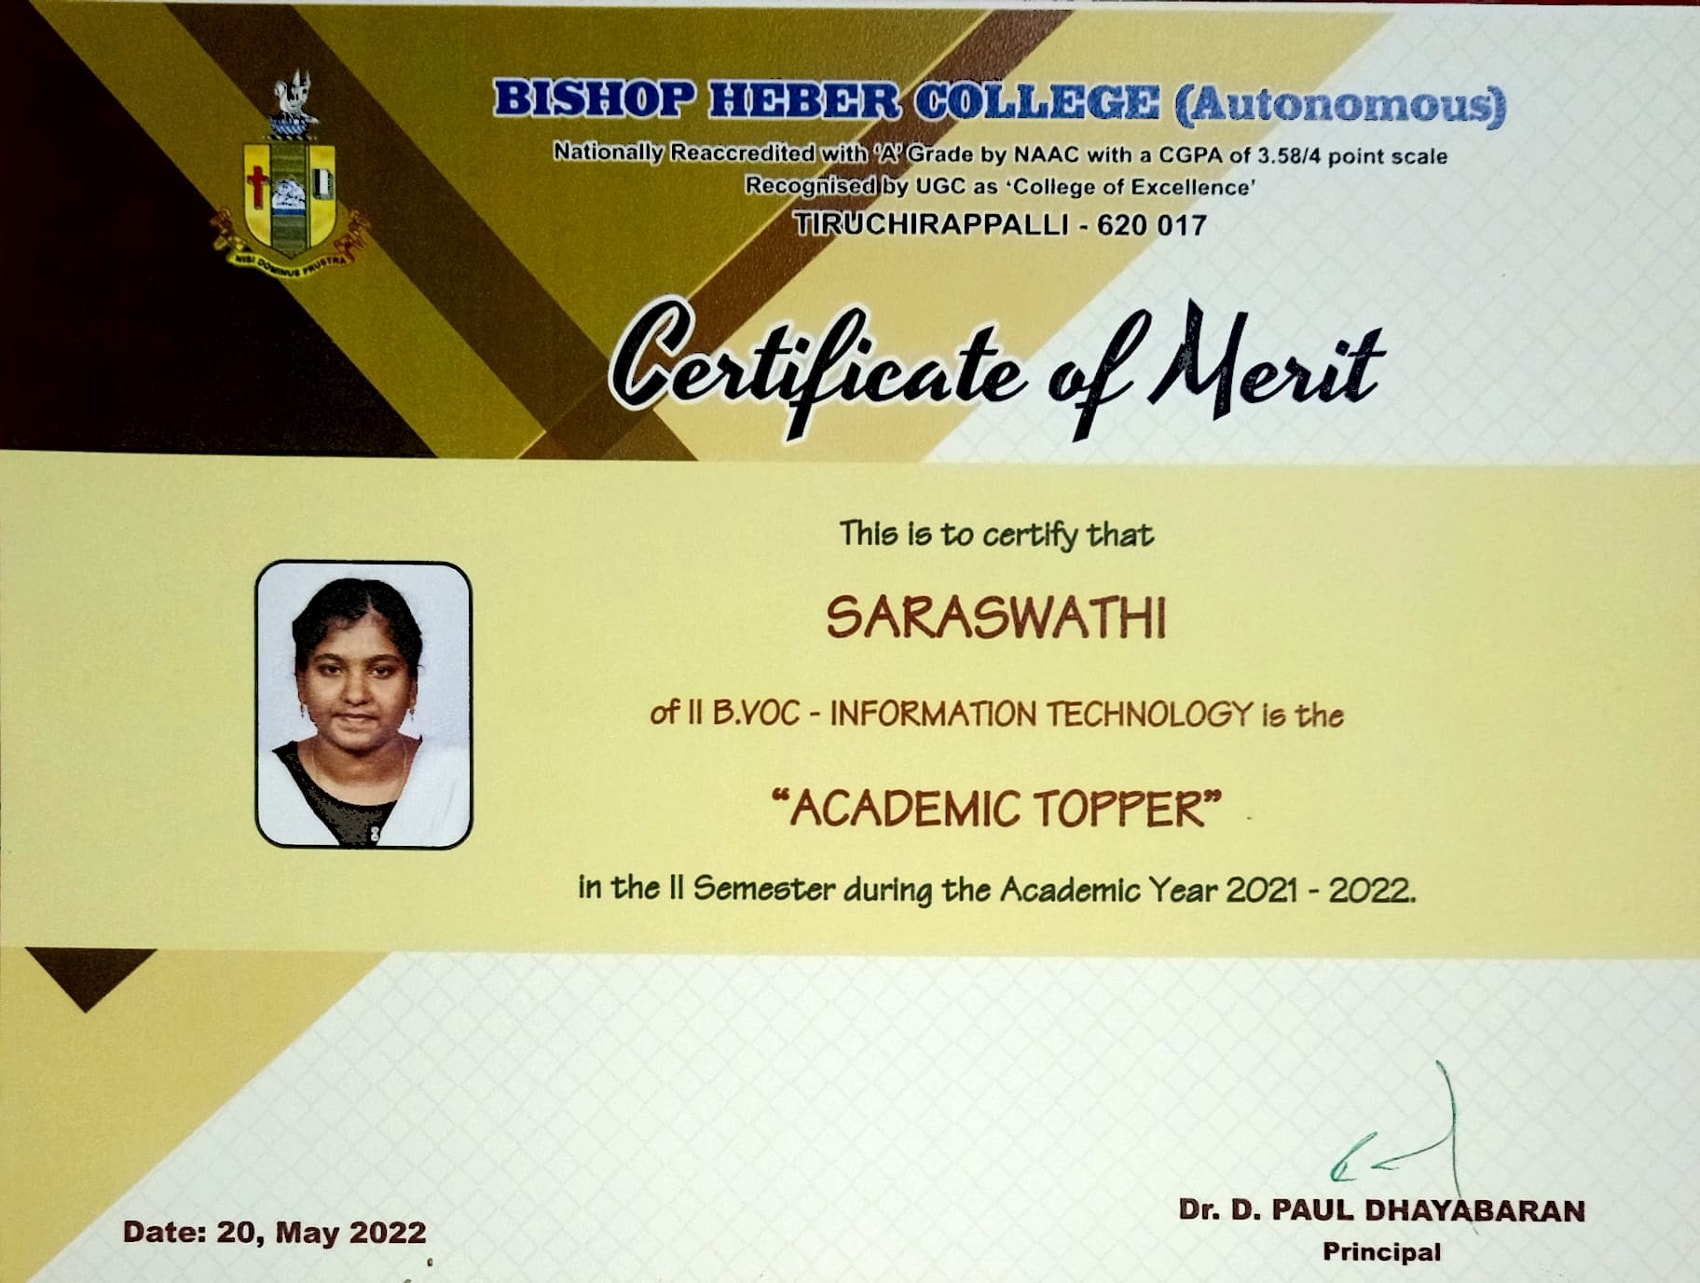 BISHOP HEBER COLLEGE (Autonomous)
Nationally Reaccredited with 'A' Grade by NAAC with a CGPA of 3.58/4 point scale
Recognised by UGC as 'College of Excellence'
TIRUCHIRAPPALLI - 620 017
NISI DOMINUS FRUSTRA
Certificate of Merit
This is to certify that
SARASWATHI
of II B.VOC - INFORMATION TECHNOLOGY is the
"ACADEMIC TOPPER"
in the II Semester during the Academic Year 2021 - 2022.
Date: 20, May 2022
Dr. D. PAUL DHAYABARAN
Principal